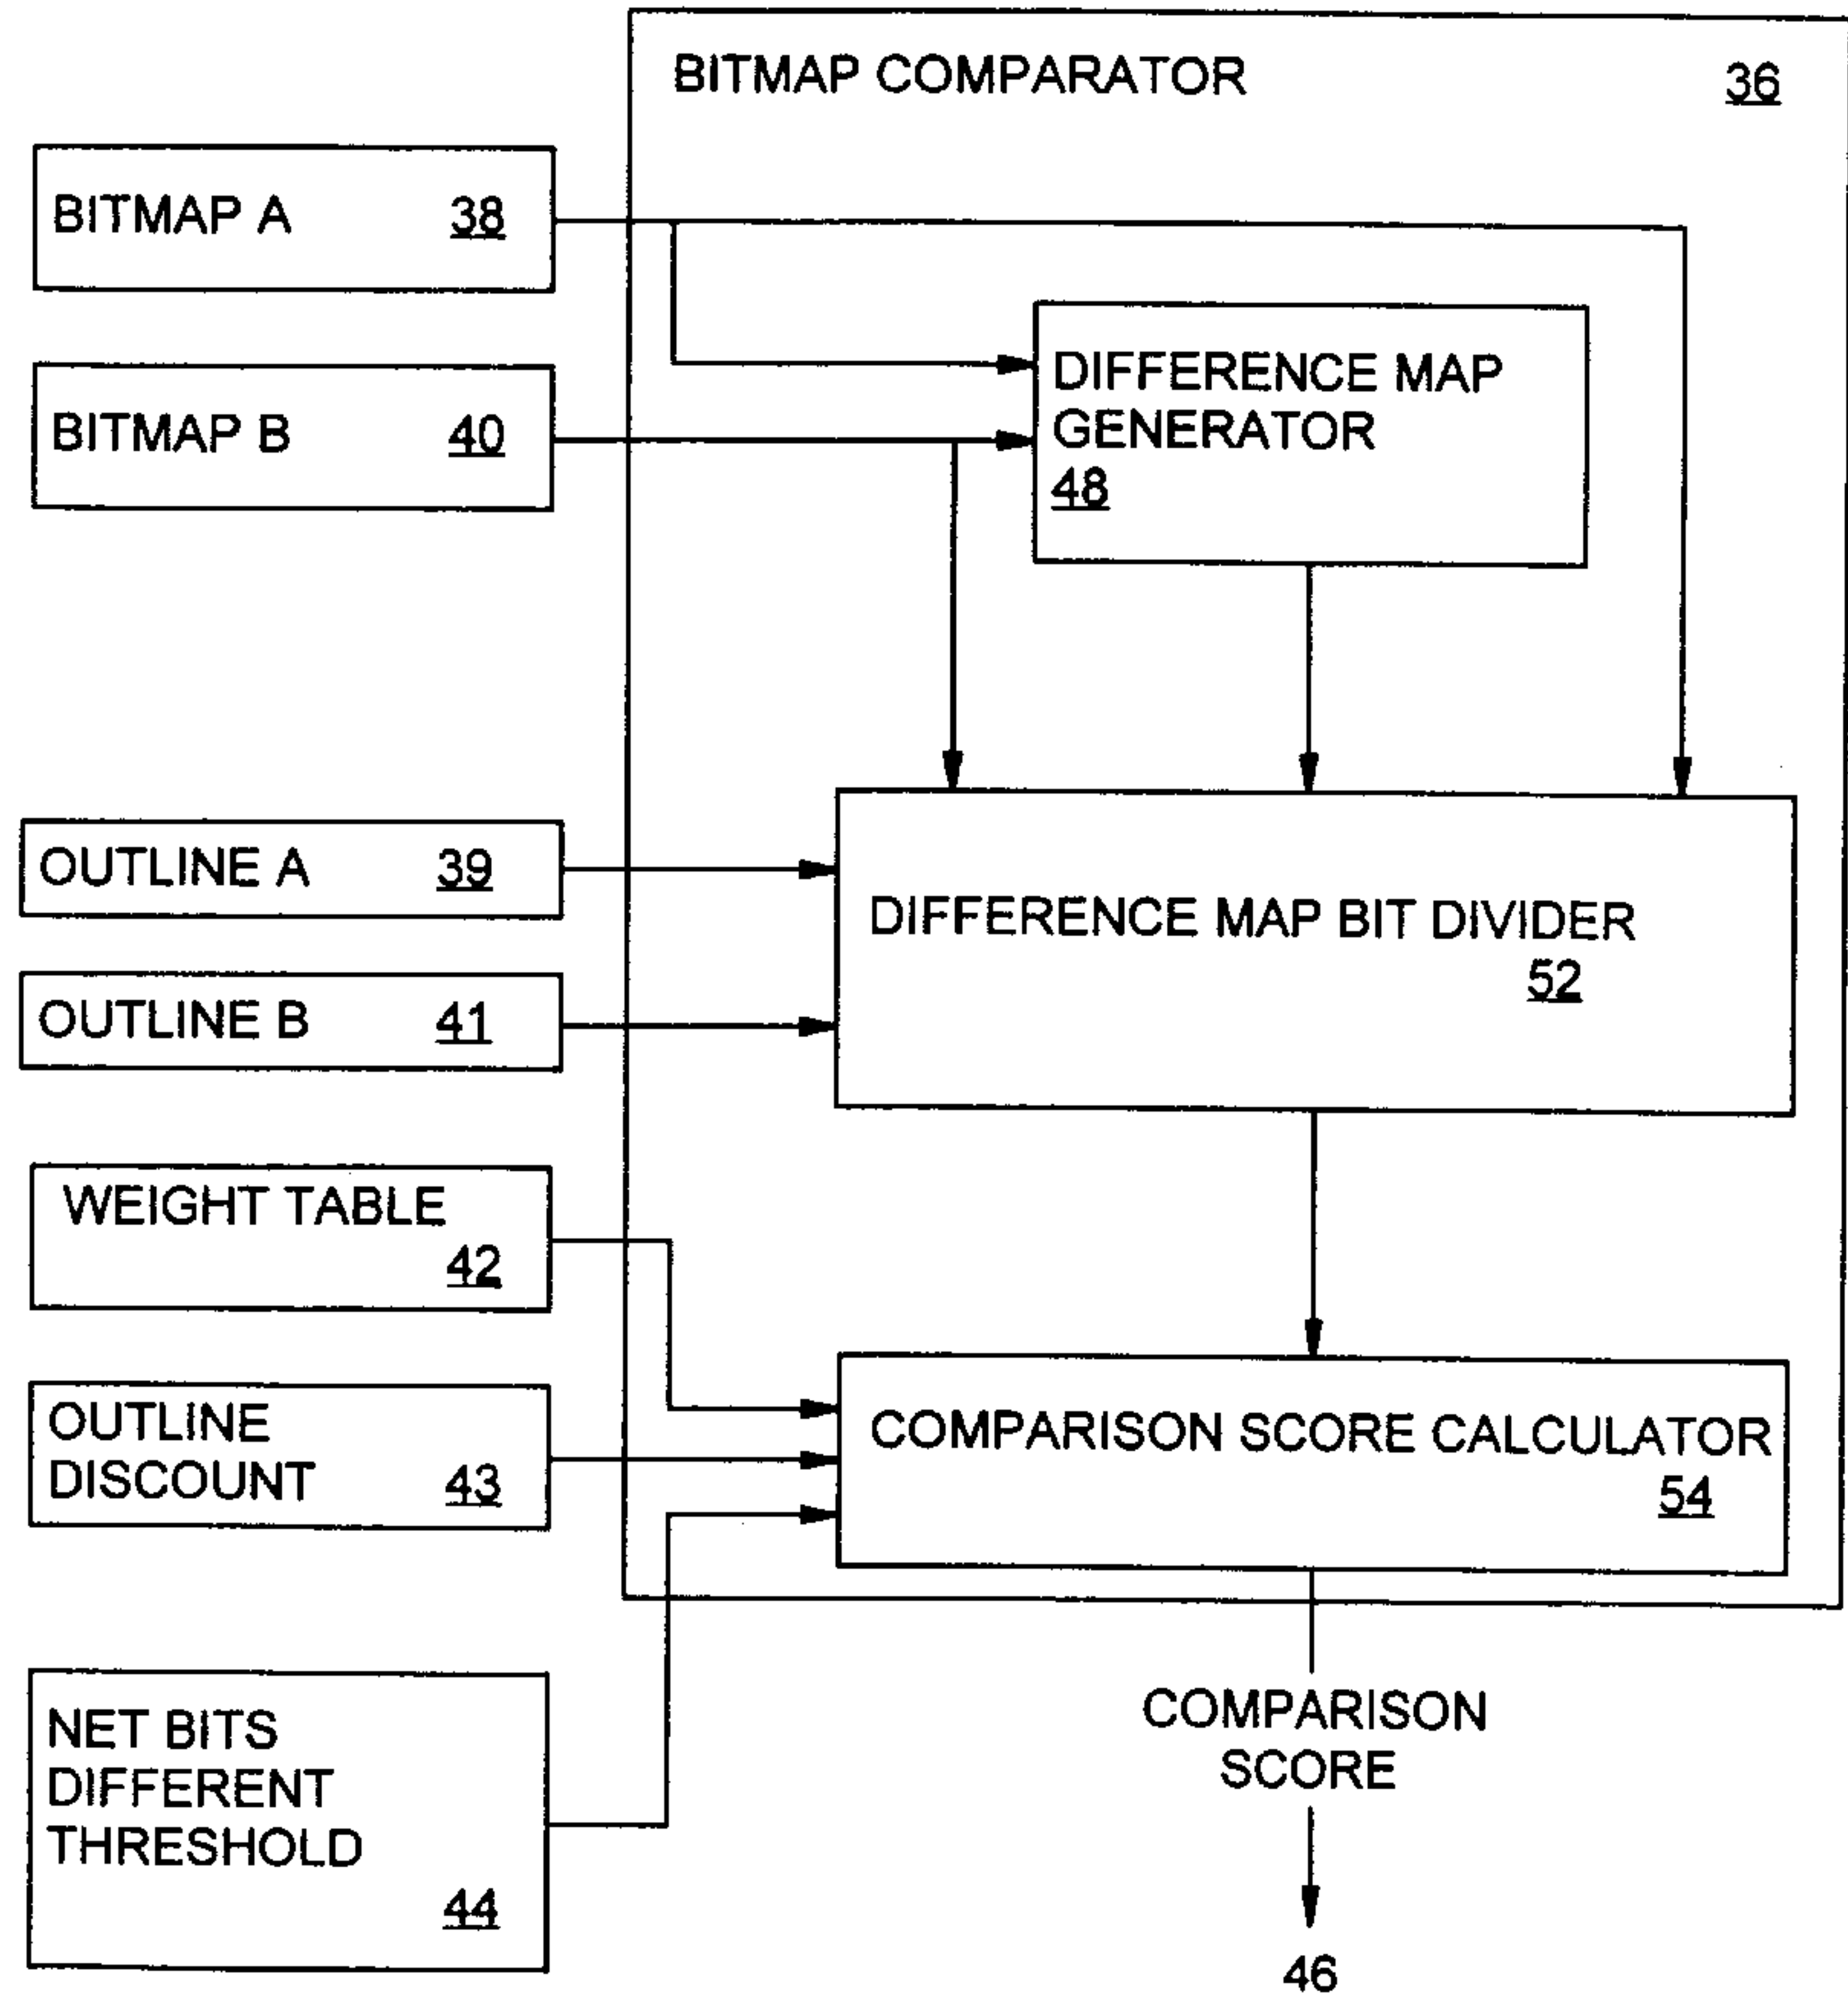 BITMAP COMPARATOR 36
BITMAP A 38
BITMAP B 40
DIFFERENCE MAP
GENERATOR
48
OUTLINE A 39
OUTLINE B 41
DIFFERENCE MAP BIT DIVIDER
52
WEIGHT TABLE
42
OUTLINE
DISCOUNT 43
COMPARISON SCORE CALCULATOR
54
NET BITS
DIFFERENT
THRESHOLD
44
COMPARISON
SCORE
46